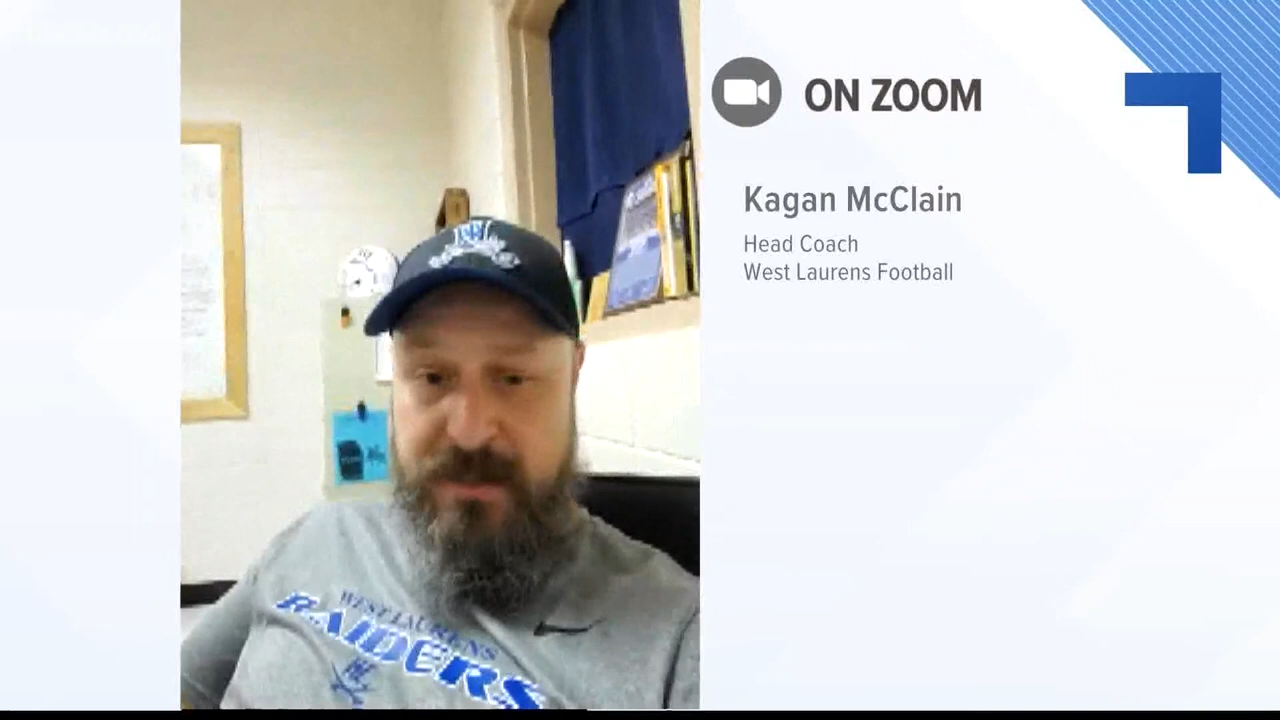 ON ZOOM
Kagan McClain
Head Coach
West Laurens Football
WEST LAURENS
RAIDERS